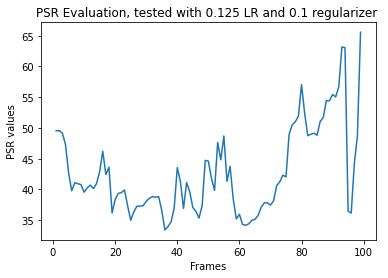 PSR Evaluation, tested with 0.125 LR and 0.1 regularizer
65
60
55
50
45
40
35
PSR values
0 20 40 60 80 100
Frames